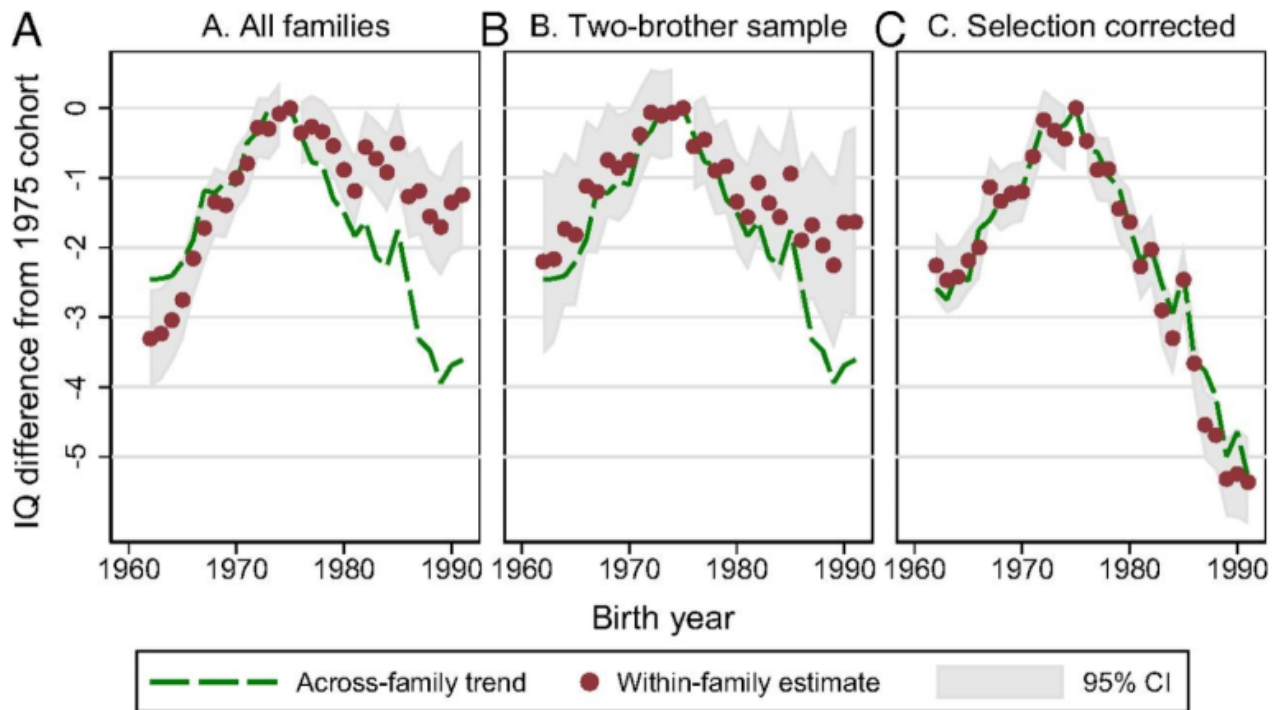 A
A. All families
B
B. Two-brother sample
C
C. Selection corrected
IQ difference from 1975 cohort
0
-1
-2
-3
-4
-5
1960 1970 1980 1990
1960 1970 1980 1990
1960 1970 1980 1990
Birth year
Across-family trend
Within-family estimate
95% CI